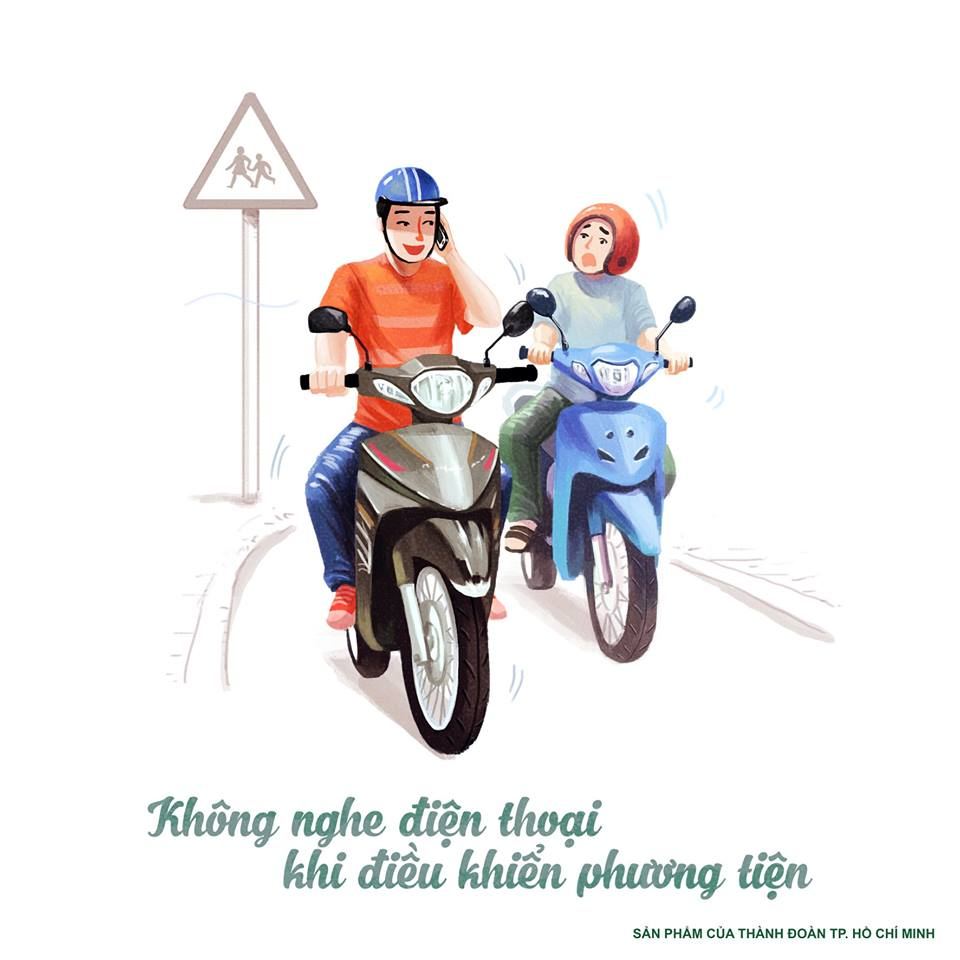 Không nghe điện thoại
khi điều khiển phương tiện
SẢN PHẨM CỦA THÀNH ĐOÀN TP. HỒ CHÍ MINH